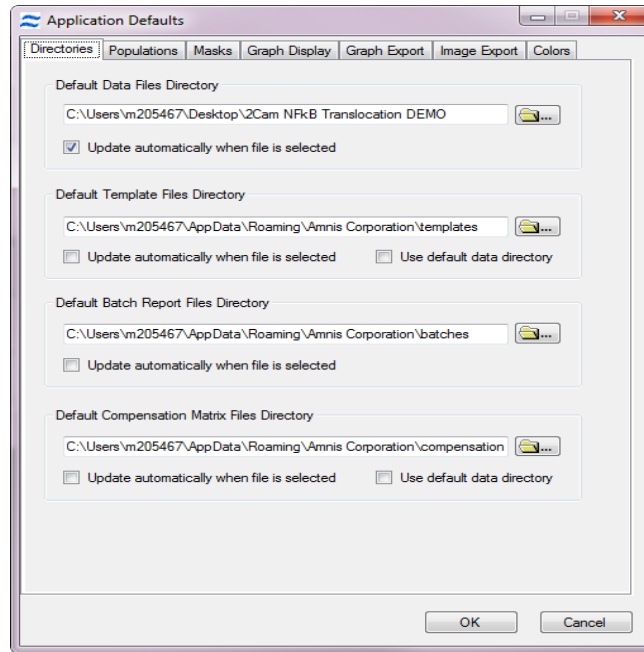 Application Defaults
Directories Populations Masks Graph Display Graph Export Image Export Colors
Default Data Files Directory
C:\Users\m205467\Desktop\2Cam NFkB Translocation DEMO
...
Update automatically when file is selected
Default Template Files Directory
C:\Users\m205467\AppData\Roaming\Amnis Corporation\templates
...
Update automatically when file is selected Use default data directory
Default Batch Report Files Directory
C:\Users\m205467\AppData\Roaming\Amnis Corporation\batches
...
Update automatically when file is selected
Default Compensation Matrix Files Directory
C:\Users\m205467\AppData\Roaming\Amnis Corporation\compensation
...
Update automatically when file is selected Use default data directory
OK Cancel